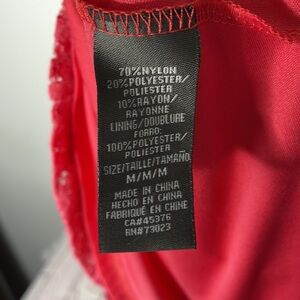 70%NYLON
20%POLYESTER/
POLIESTER
10%RAYON/
RAYONNE
LINING/DOUBLURE
FORRO:
100%POLYESTER/
POLIESTER
SIZE/TAILLE/TAMAÑO
M/M/M
MADE IN CHINA
HECHO EN CHINA
FABRIQUÉ EN CHINE
CA#45376
RN#73023